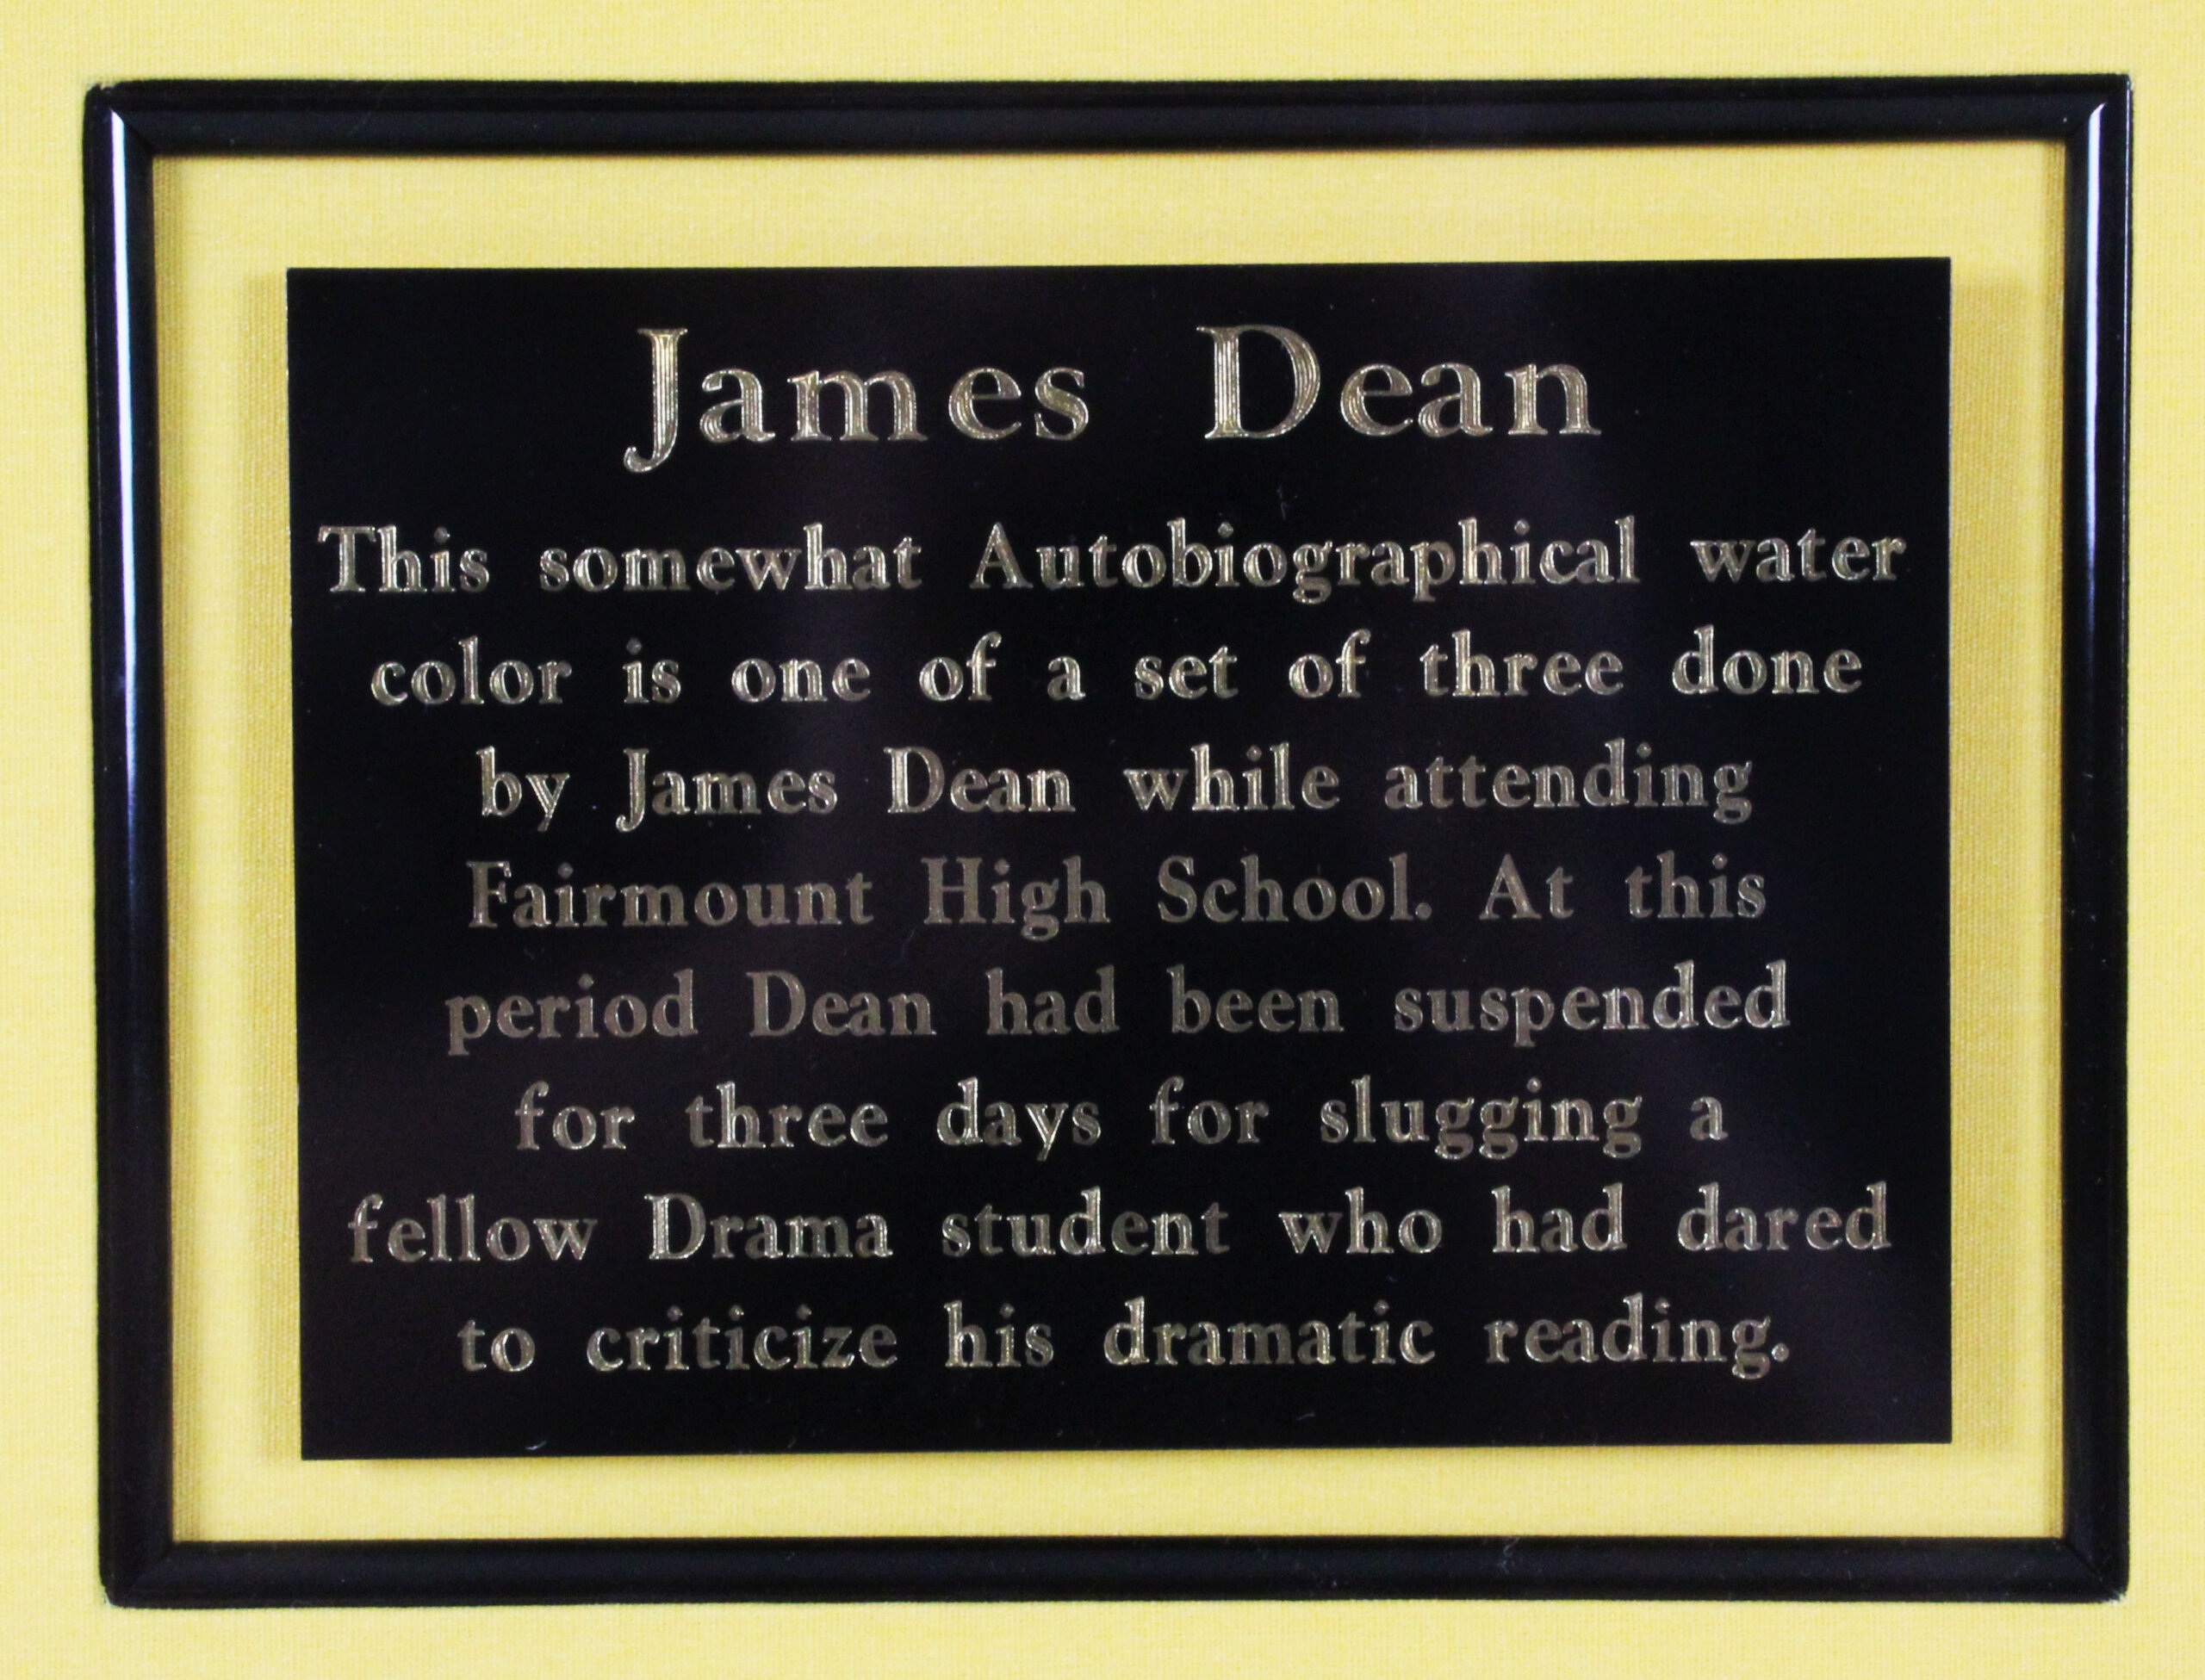 James Dean
This somewhat Autobiographical water
color is one of a set of three done
by James Dean while attending
Fairmount High School. At this
period Dean had been suspended
for three days for slugging a
fellow Drama student who had dared
to criticize his dramatic reading.